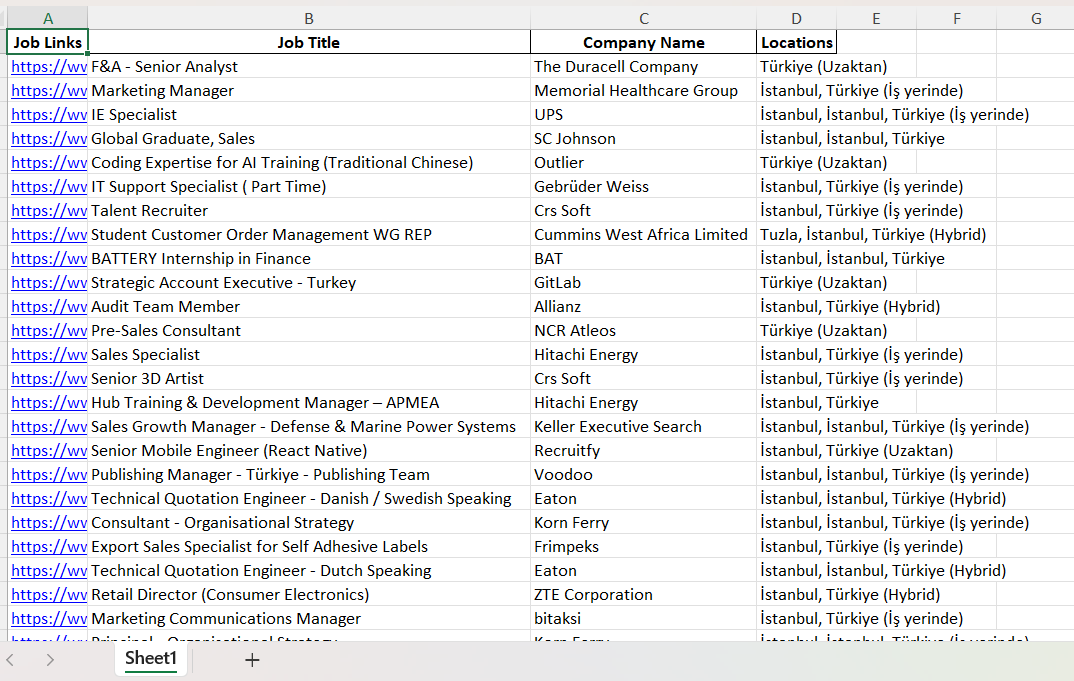 A B C D E F G
Job Links Job Title Company Name Locations
https://wv F&A - Senior Analyst The Duracell Company Türkiye (Uzaktan)
https://wv Marketing Manager Memorial Healthcare Group İstanbul, Türkiye (İş yerinde)
https://wv IE Specialist UPS İstanbul, İstanbul, Türkiye (İş yerinde)
https://wv Global Graduate, Sales SC Johnson İstanbul, İstanbul, Türkiye
https://wv Coding Expertise for AI Training (Traditional Chinese) Outlier Türkiye (Uzaktan)
https://wv IT Support Specialist ( Part Time) Gebrüder Weiss İstanbul, Türkiye (İş yerinde)
https://wv Talent Recruiter Crs Soft İstanbul, Türkiye (İş yerinde)
https://wv Student Customer Order Management WG REP Cummins West Africa Limited Tuzla, İstanbul, Türkiye (Hybrid)
https://wv BATTERY Internship in Finance BAT İstanbul, İstanbul, Türkiye
https://wv Strategic Account Executive - Turkey GitLab Türkiye (Uzaktan)
https://wv Audit Team Member Allianz İstanbul, Türkiye (Hybrid)
https://wv Pre-Sales Consultant NCR Atleos Türkiye (Uzaktan)
https://wv Sales Specialist Hitachi Energy İstanbul, Türkiye (İş yerinde)
https://wv Senior 3D Artist Crs Soft İstanbul, Türkiye (İş yerinde)
https://wv Hub Training & Development Manager – APMEA Hitachi Energy İstanbul, Türkiye
https://wv Sales Growth Manager - Defense & Marine Power Systems Keller Executive Search İstanbul, İstanbul, Türkiye (İş yerinde)
https://wv Senior Mobile Engineer (React Native) Recruitfy İstanbul, Türkiye (Uzaktan)
https://wv Publishing Manager - Türkiye - Publishing Team Voodoo İstanbul, İstanbul, Türkiye (İş yerinde)
https://wv Technical Quotation Engineer - Danish / Swedish Speaking Eaton İstanbul, İstanbul, Türkiye (Hybrid)
https://wv Consultant - Organisational Strategy Korn Ferry İstanbul, İstanbul, Türkiye (İş yerinde)
https://wv Export Sales Specialist for Self Adhesive Labels Frimpeks İstanbul, Türkiye (İş yerinde)
https://wv Technical Quotation Engineer - Dutch Speaking Eaton İstanbul, İstanbul, Türkiye (Hybrid)
https://wv Retail Director (Consumer Electronics) ZTE Corporation İstanbul, Türkiye (Hybrid)
https://wv Marketing Communications Manager bitaksi İstanbul, Türkiye (İş yerinde)
https://wv Principal - Organisational Strategy Korn Ferry İstanbul, İstanbul, Türkiye (İş yerinde)
Sheet1